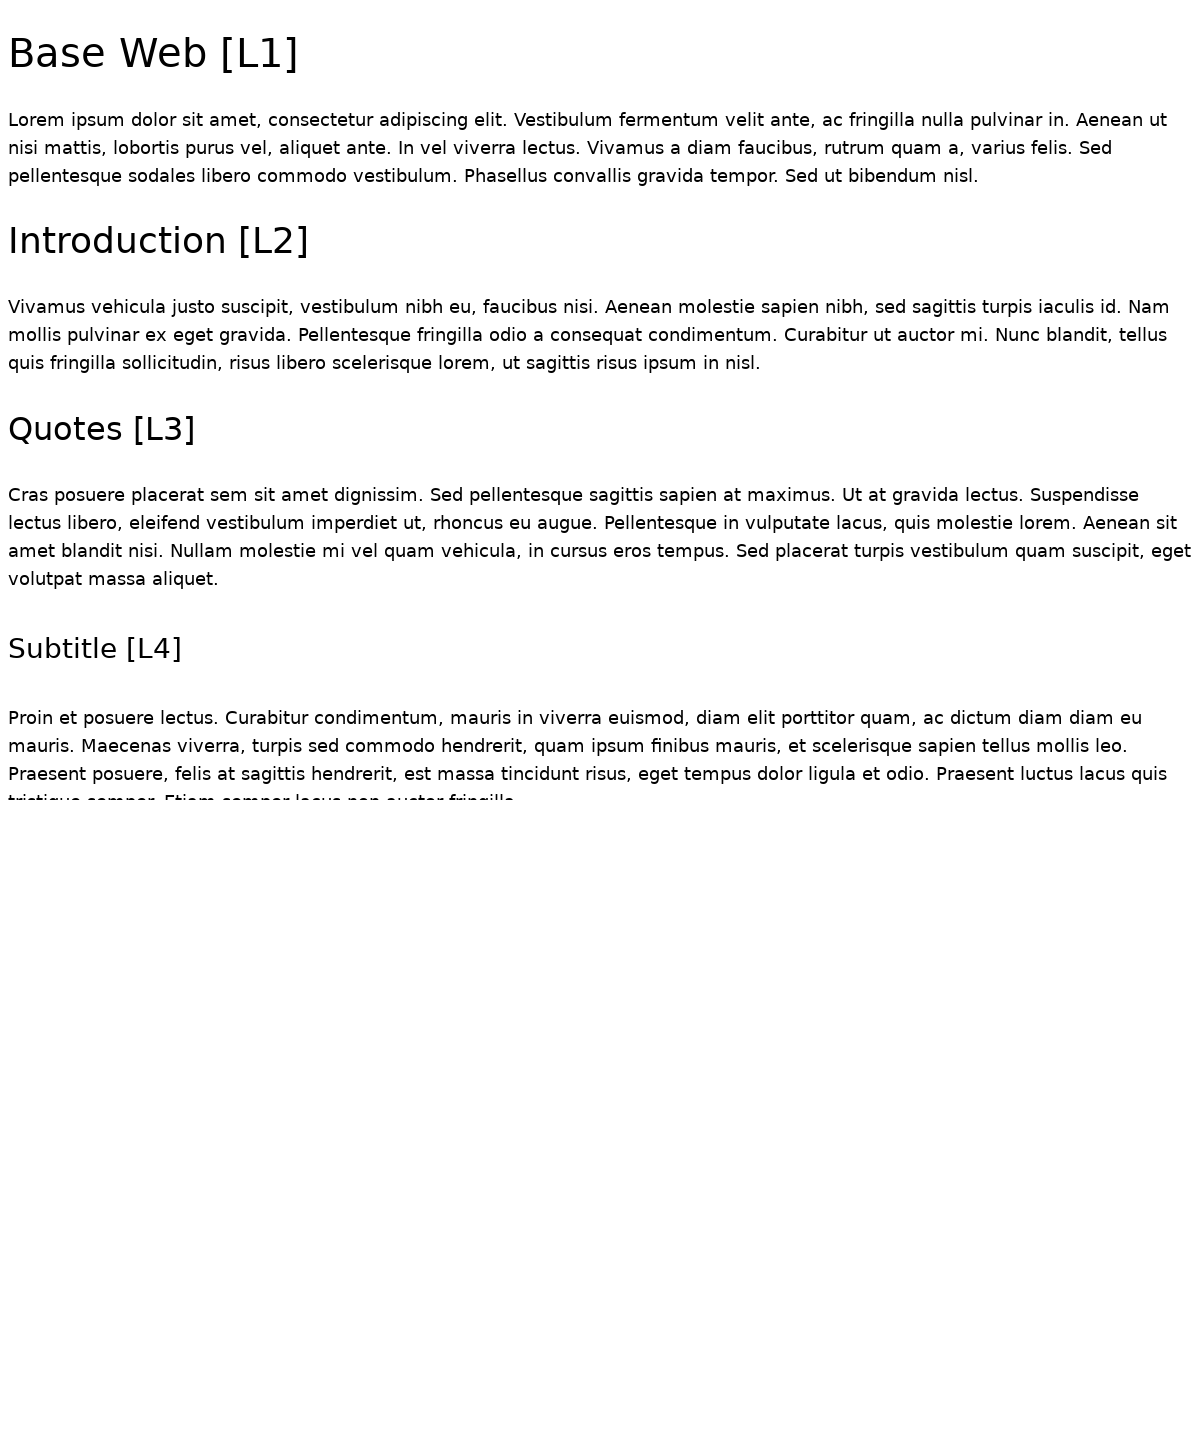 Base Web [L1]
Lorem ipsum dolor sit amet, consectetur adipiscing elit. Vestibulum fermentum velit ante, ac fringilla nulla pulvinar in. Aenean ut
nisi mattis, lobortis purus vel, aliquet ante. In vel viverra lectus. Vivamus a diam faucibus, rutrum quam a, varius felis. Sed
pellentesque sodales libero commodo vestibulum. Phasellus convallis gravida tempor. Sed ut bibendum nisl.
Introduction [L2]
Vivamus vehicula justo suscipit, vestibulum nibh eu, faucibus nisi. Aenean molestie sapien nibh, sed sagittis turpis iaculis id. Nam
mollis pulvinar ex eget gravida. Pellentesque fringilla odio a consequat condimentum. Curabitur ut auctor mi. Nunc blandit, tellus
quis fringilla sollicitudin, risus libero scelerisque lorem, ut sagittis risus ipsum in nisl.
Quotes [L3]
Cras posuere placerat sem sit amet dignissim. Sed pellentesque sagittis sapien at maximus. Ut at gravida lectus. Suspendisse
lectus libero, eleifend vestibulum imperdiet ut, rhoncus eu augue. Pellentesque in vulputate lacus, quis molestie lorem. Aenean sit
amet blandit nisi. Nullam molestie mi vel quam vehicula, in cursus eros tempus. Sed placerat turpis vestibulum quam suscipit, eget
volutpat massa aliquet.
Subtitle [L4]
Proin et posuere lectus. Curabitur condimentum, mauris in viverra euismod, diam elit porttitor quam, ac dictum diam diam eu
mauris. Maecenas viverra, turpis sed commodo hendrerit, quam ipsum finibus mauris, et scelerisque sapien tellus mollis leo.
Praesent posuere, felis at sagittis hendrerit, est massa tincidunt risus, eget tempus dolor ligula et odio. Praesent luctus lacus quis